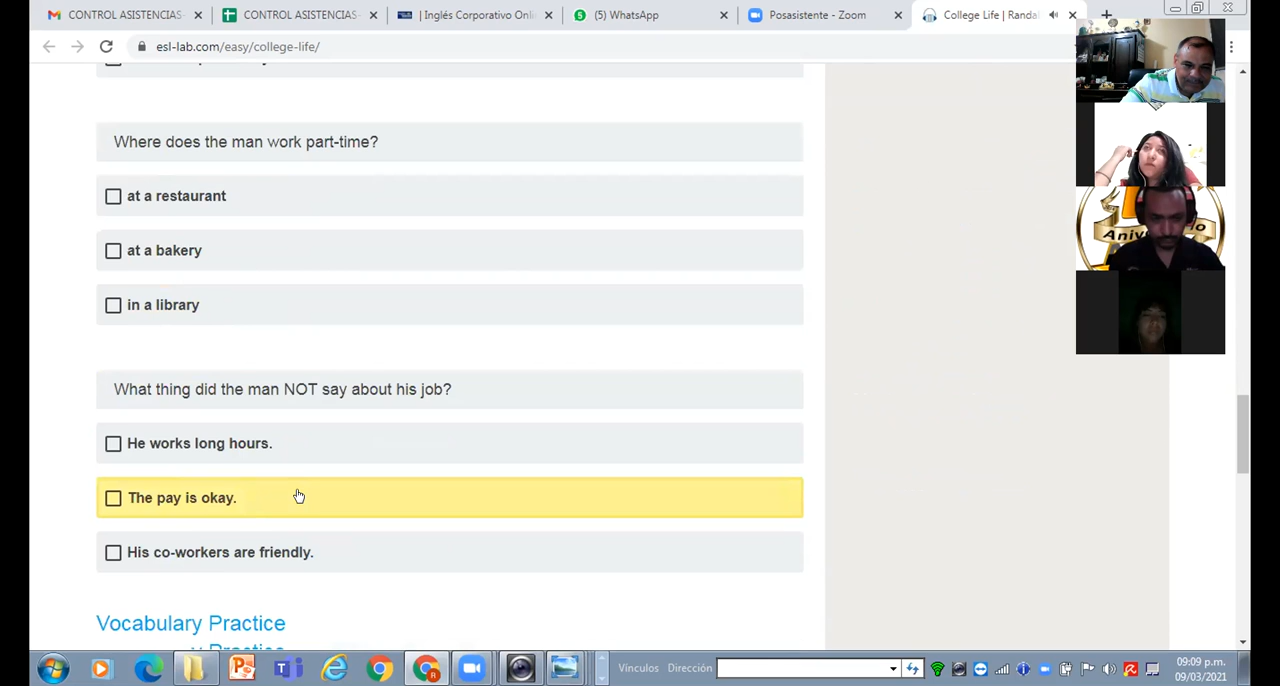 CONTROL ASISTENCIAS-
CONTROL ASISTENCIAS-
| Inglés Corporativo Onli
(5) WhatsApp
Posasistente - Zoom
College Life | Randa
esl-lab.com/easy/college-life/
Where does the man work part-time?
at a restaurant
at a bakery
in a library
What thing did the man NOT say about his job?
He works long hours.
The pay is okay.
His co-workers are friendly.
Vocabulary Practice
y Practice
Vínculos Dirección
09:09 p.m.
09/03/2021